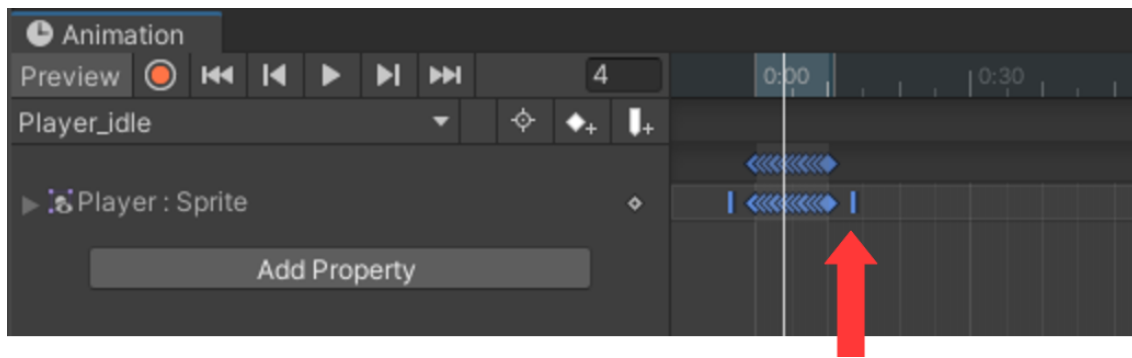 Animation
Preview 4 0:00 0:30
Player_idle
Player : Sprite
Add Property